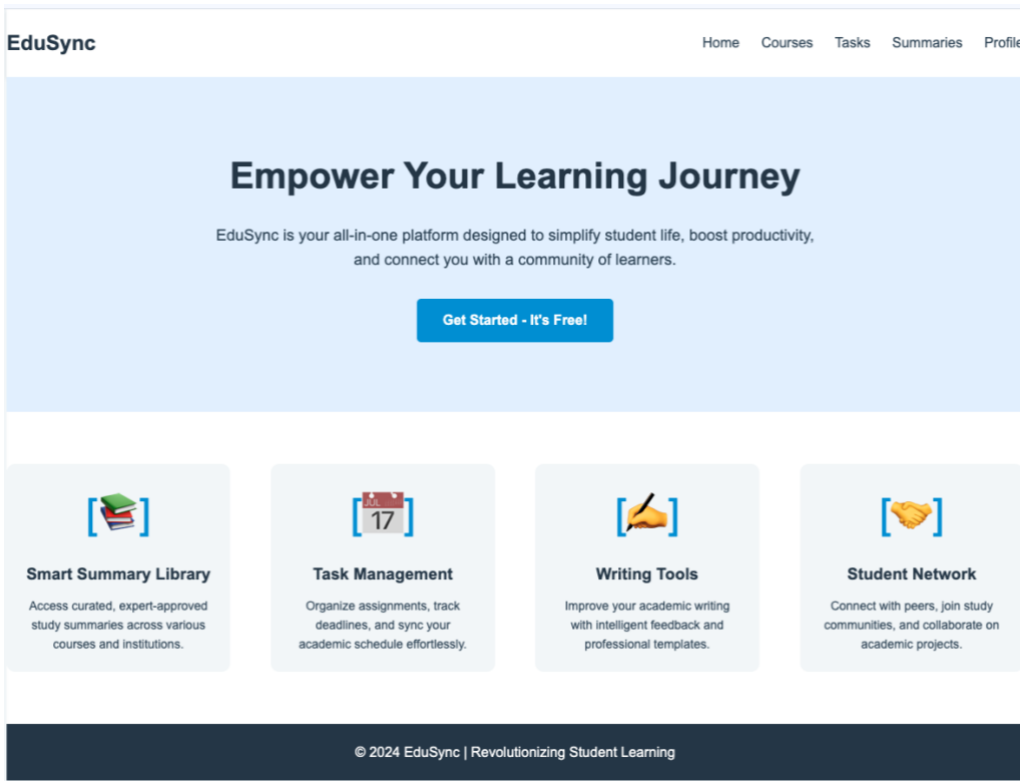 EduSync
Home Courses Tasks Summaries Profile
Empower Your Learning Journey
EduSync is your all-in-one platform designed to simplify student life, boost productivity,
and connect you with a community of learners.
Get Started - It's Free!
[📚] [📅] [✍️] [🤝]
JUL
17
Smart Summary Library
Access curated, expert-approved
study summaries across various
courses and institutions.
Task Management
Organize assignments, track
deadlines, and sync your
academic schedule effortlessly.
Writing Tools
Improve your academic writing
with intelligent feedback and
professional templates.
Student Network
Connect with peers, join study
communities, and collaborate on
academic projects.
© 2024 EduSync | Revolutionizing Student Learning